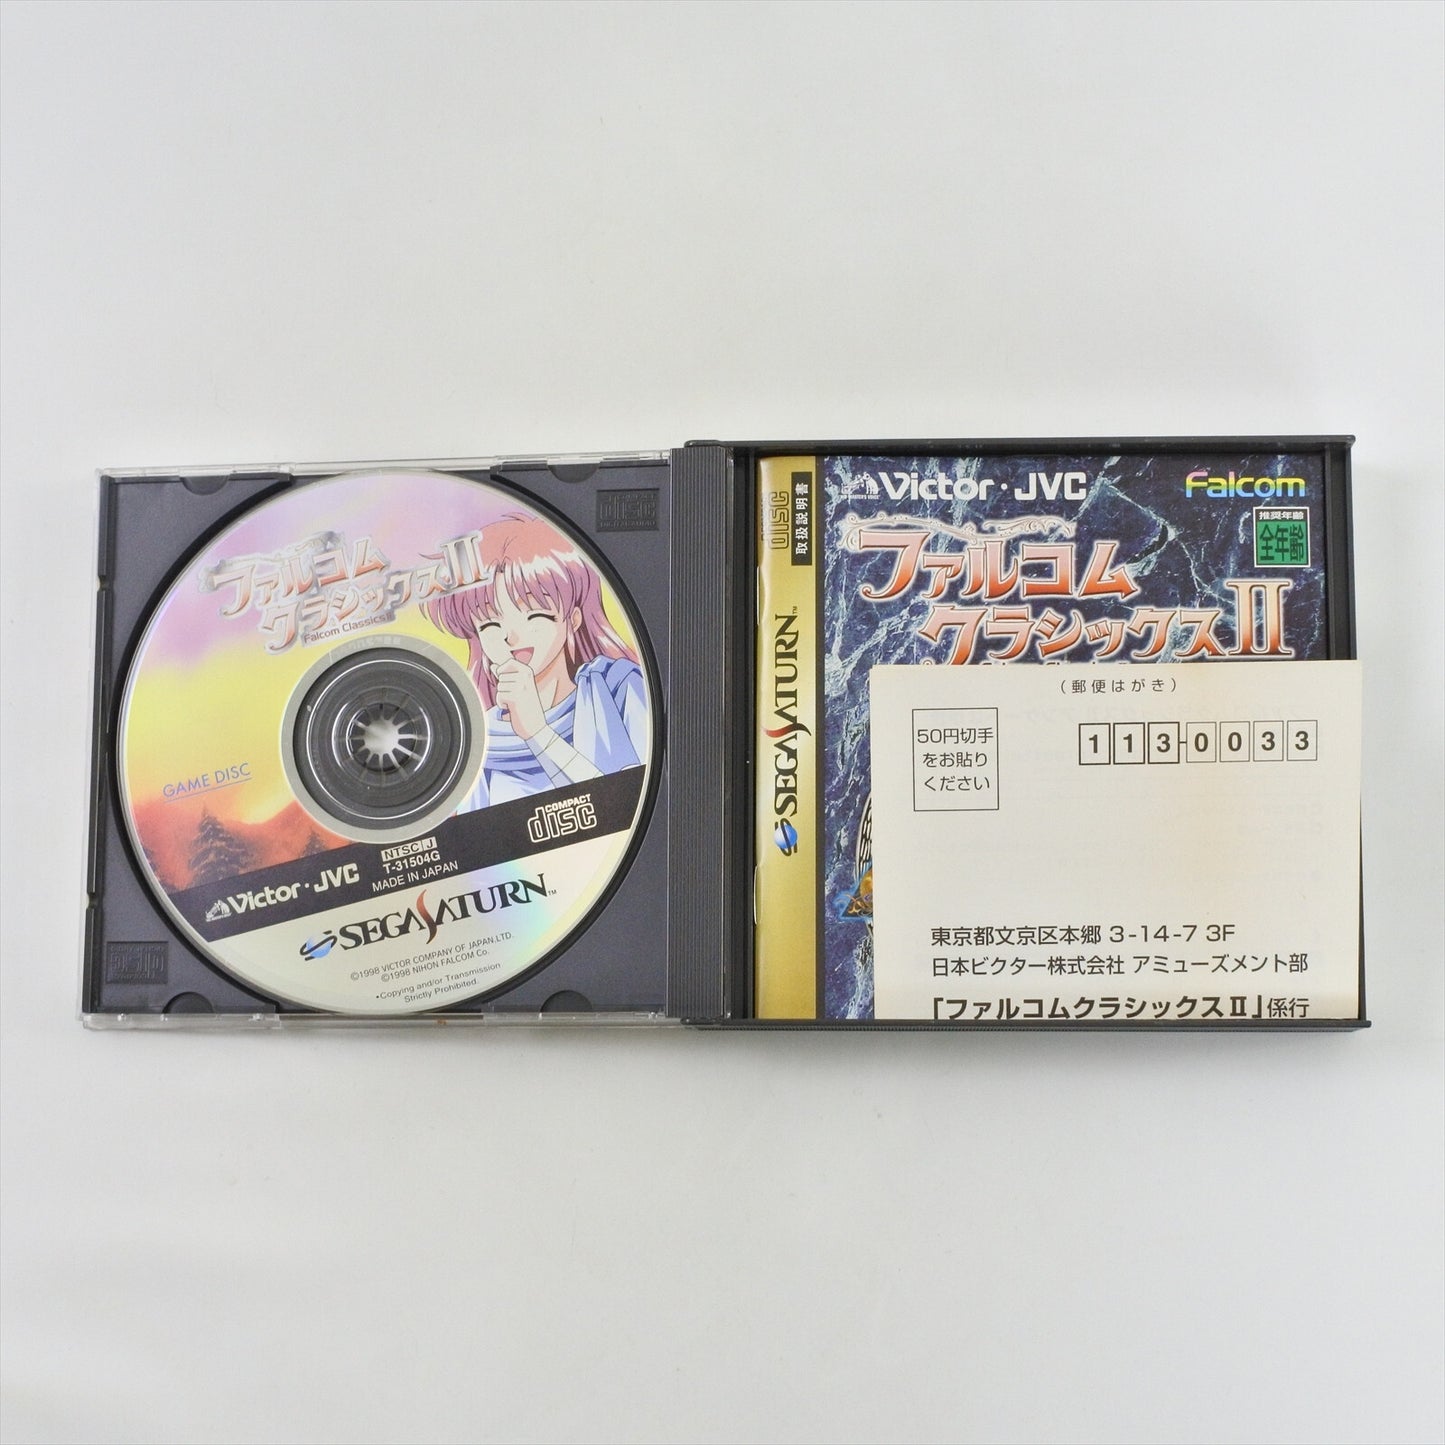 ファルコム
クラシックスII
Falcom Classics II
GAME DISC
COMPACT
disc
Victor・JVC
NTSC J
T-31504G
MADE IN JAPAN
SEGA SATURN™
©1998 VICTOR COMPANY OF JAPAN,LTD.
©1998 NIHON FALCOM Co.
•Copying and/or Transmission
Strictly Prohibited.
disc
取扱説明書
SEGA SATURN™
Victor・JVC
Falcom
推奨年齢
全年齢
ファルコム
クラシックスII
(郵便はがき)
50円切手
をお貼り
ください
113-0033
東京都文京区本郷 3-14-7 3F
日本ビクター株式会社 アミューズメント部
「ファルコムクラシックスⅡ」係行